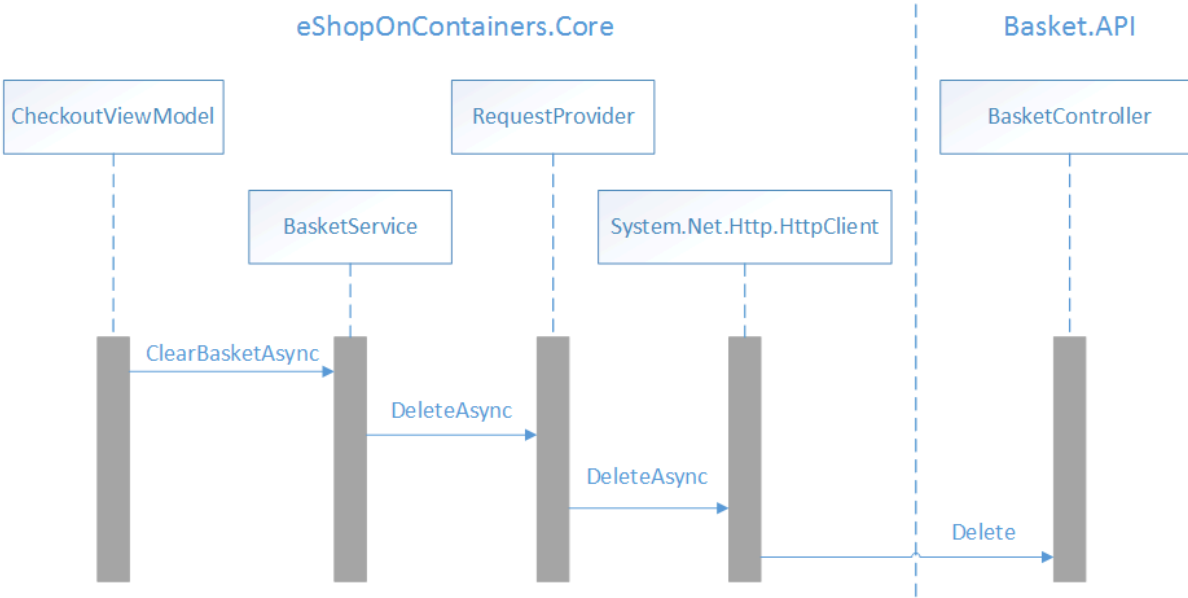 eShopOnContainers.Core
Basket.API
CheckoutViewModel
RequestProvider
BasketController
BasketService
System.Net.Http.HttpClient
ClearBasketAsync
DeleteAsync
DeleteAsync
Delete